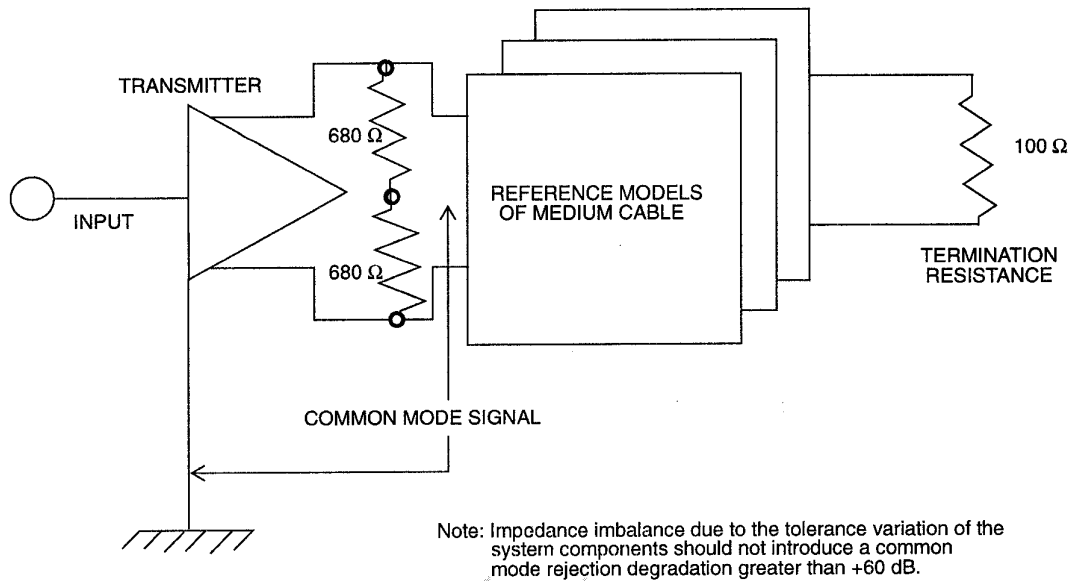 TRANSMITTER
680 Ω
100 Ω
REFERENCE MODELS
OF MEDIUM CABLE
INPUT
680 Ω
TERMINATION
RESISTANCE
COMMON MODE SIGNAL
Note: Impedance imbalance due to the tolerance variation of the
system components should not introduce a common
mode rejection degradation greater than +60 dB.